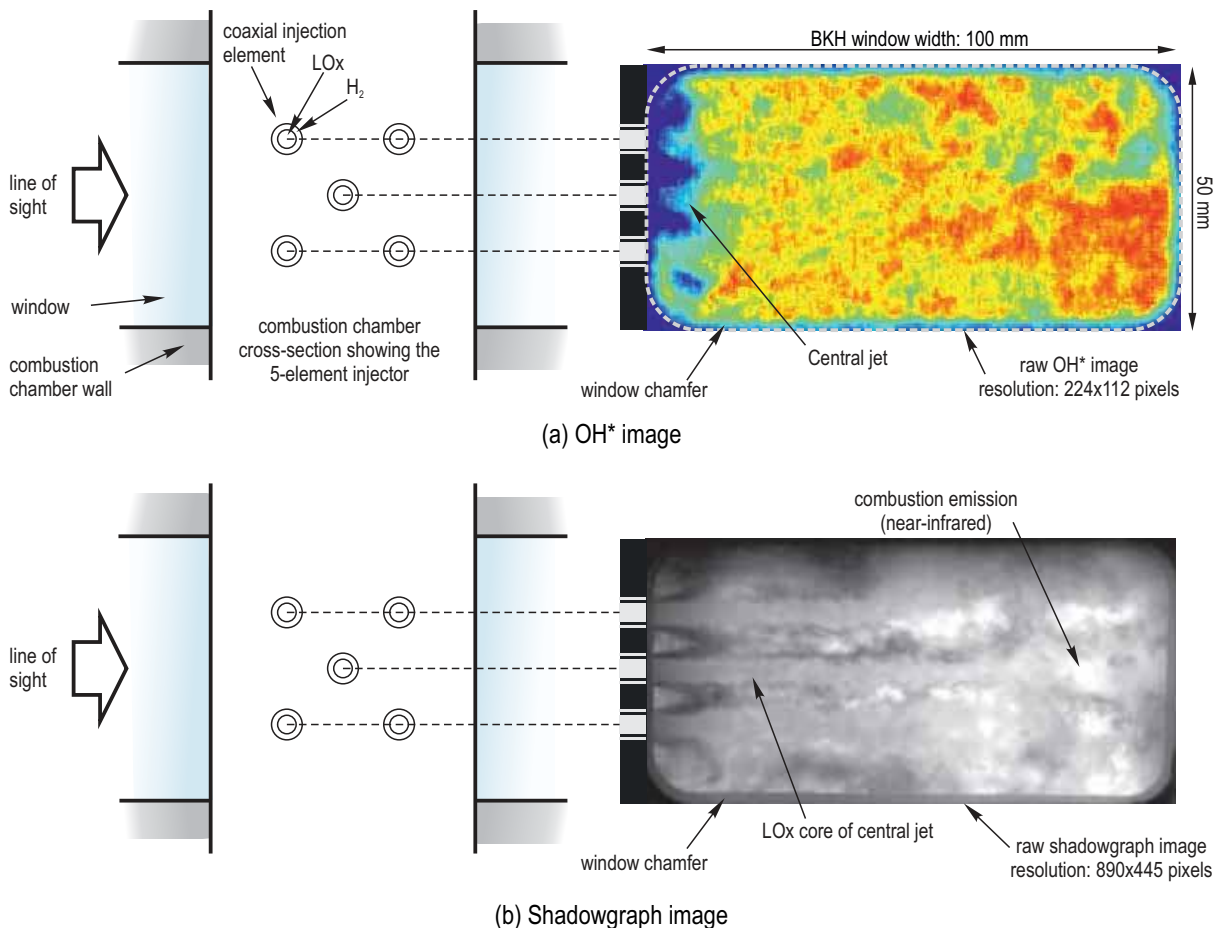 coaxial injection
element
LOx
H2
BKH window width: 100 mm
line of
sight
50 mm
window
combustion
chamber wall
combustion chamber
cross-section showing the
5-element injector
Central jet
window chamfer
raw OH* image
resolution: 224x112 pixels
(a) OH* image
combustion emission
(near-infrared)
line of
sight
LOx core of central jet
window chamfer
raw shadowgraph image
resolution: 890x445 pixels
(b) Shadowgraph image